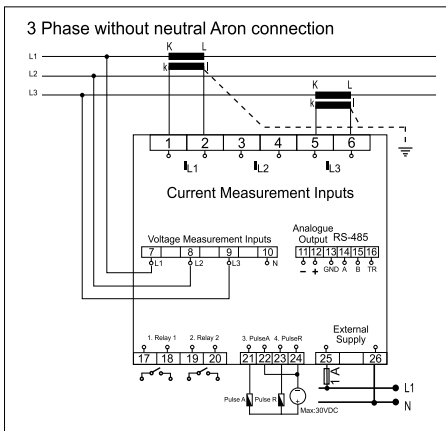 3 Phase without neutral Aron connection
K L
L1
k l
L2
K L
L3
k l
1 2 3 4 5 6
IL1 IL2 IL3
Current Measurement Inputs
Analogue
Output RS-485
Voltage Measurement Inputs
7 8 9 10 11 12 13 14 15 16
L1 L2 L3 N − + GND A B TR
External
Supply
1. Relay 1 2. Relay 2 3. PulseA 4. PulseR
17 18 19 20 21 22 23 24 25 26
1 A
Pulse A Pulse R
L1
Max:30VDC
N